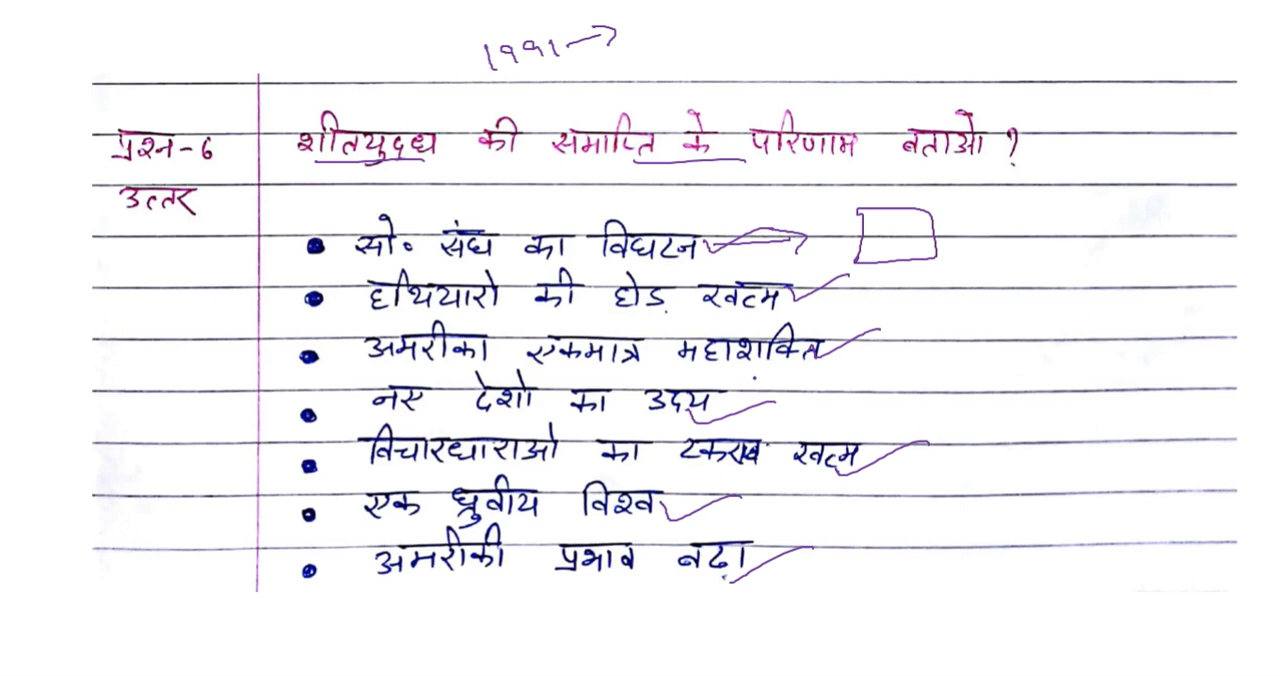 1991→
प्रश्न-6 शीतयुद्ध की समाप्ति के परिणाम बताओ ?
उत्तर
• सो॰ संघ का विघटन
• हथियारो की होड़ खत्म
• अमरीका एकमात्र महाशक्ति
• नए देशो का उदय
• विचारधाराओ का टकराव खत्म
• एक ध्रुवीय विश्व
• अमरीकी प्रभाव बढ़ा